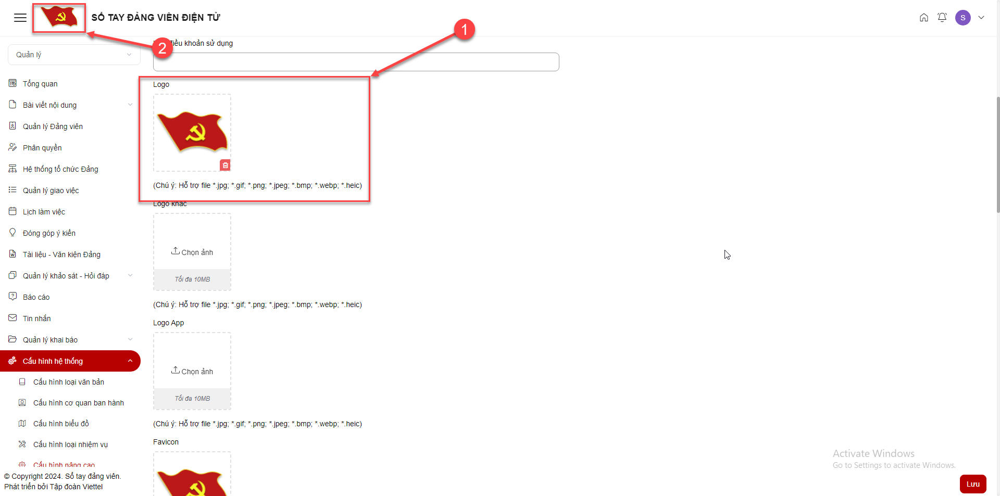 SỔ TAY ĐẢNG VIÊN ĐIỆN TỬ
S
1
2
Quản lý
Tổng quan
Bài viết nội dung
Quản lý Đảng viên
Phân quyền
Hệ thống tổ chức Đảng
Quản lý giao việc
Lịch làm việc
Đóng góp ý kiến
Tài liệu - Văn kiện Đảng
Quản lý khảo sát - Hỏi đáp
Báo cáo
Tin nhắn
Quản lý khai báo
Cấu hình hệ thống
Cấu hình loại văn bản
Cấu hình cơ quan ban hành
Cấu hình biểu đồ
Cấu hình loại nhiệm vụ
Cấu hình nâng cao
© Copyright 2024. Sổ tay đảng viên.
Phát triển bởi Tập đoàn Viettel
điều khoản sử dụng
Logo
(Chú ý: Hỗ trợ file *.jpg; *.gif; *.png; *.jpeg; *.bmp; *.webp; *.heic)
Logo khác
Chọn ảnh
Tối đa 10MB
(Chú ý: Hỗ trợ file *.jpg; *.gif; *.png; *.jpeg; *.bmp; *.webp; *.heic)
Logo App
Chọn ảnh
Tối đa 10MB
(Chú ý: Hỗ trợ file *.jpg; *.gif; *.png; *.jpeg; *.bmp; *.webp; *.heic)
Favicon
Activate Windows
Go to Settings to activate Windows.
Lưu